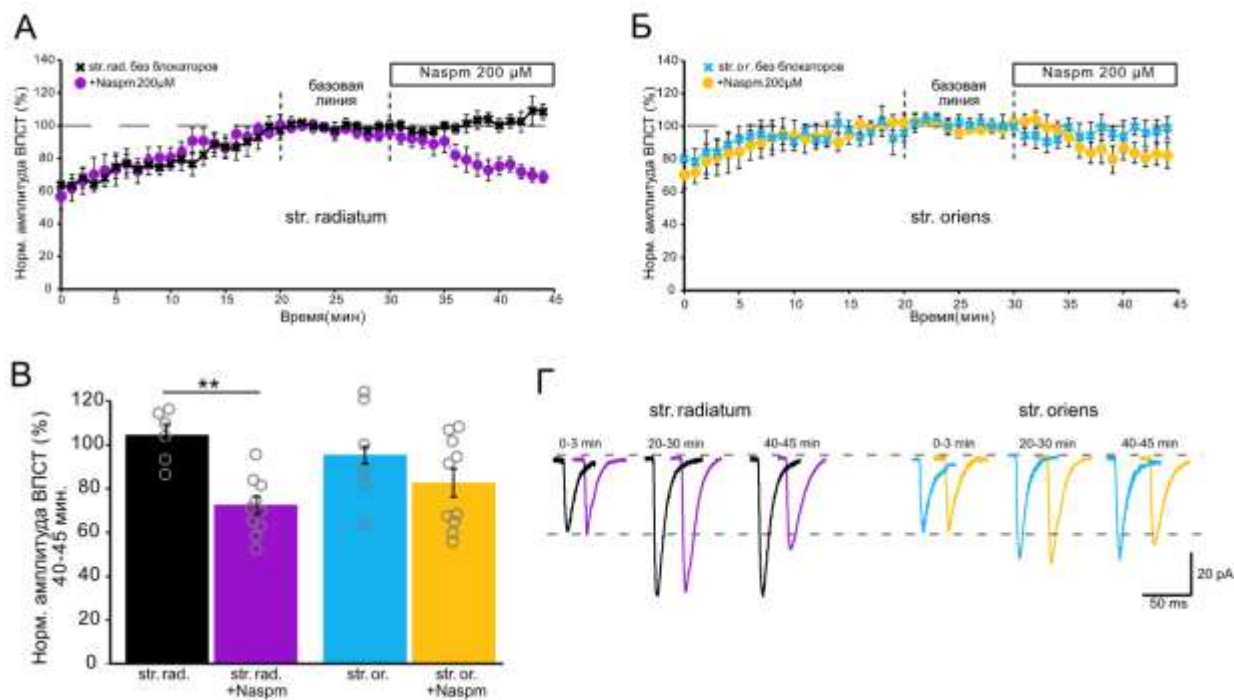 А
Норм. амплитуда ВПСТ (%)
140
120
100
80
60
40
20
0
str.rad. без блокаторов
+Naspm 200µM
базовая
линия
Naspm 200 µM
str. radiatum
0
5
10
15
20
25
30
35
40
45
Время(мин)
Б
Норм. амплитуда ВПСТ (%)
140
120
100
80
60
40
20
0
str.or. без блокаторов
+Naspm 200µM
базовая
линия
Naspm 200 µM
str. oriens
0
5
10
15
20
25
30
35
40
45
Время(мин)
В
Норм. амплитуда ВПСТ (%)
40-45 мин.
120
100
80
60
40
20
0
**
str. rad.
str. rad.
+Naspm
str. or.
str. or.
+Naspm
Г
str. radiatum
0-3 min
20-30 min
40-45 min
str. oriens
0-3 min
20-30 min
40-45 min
20 pA
50 ms